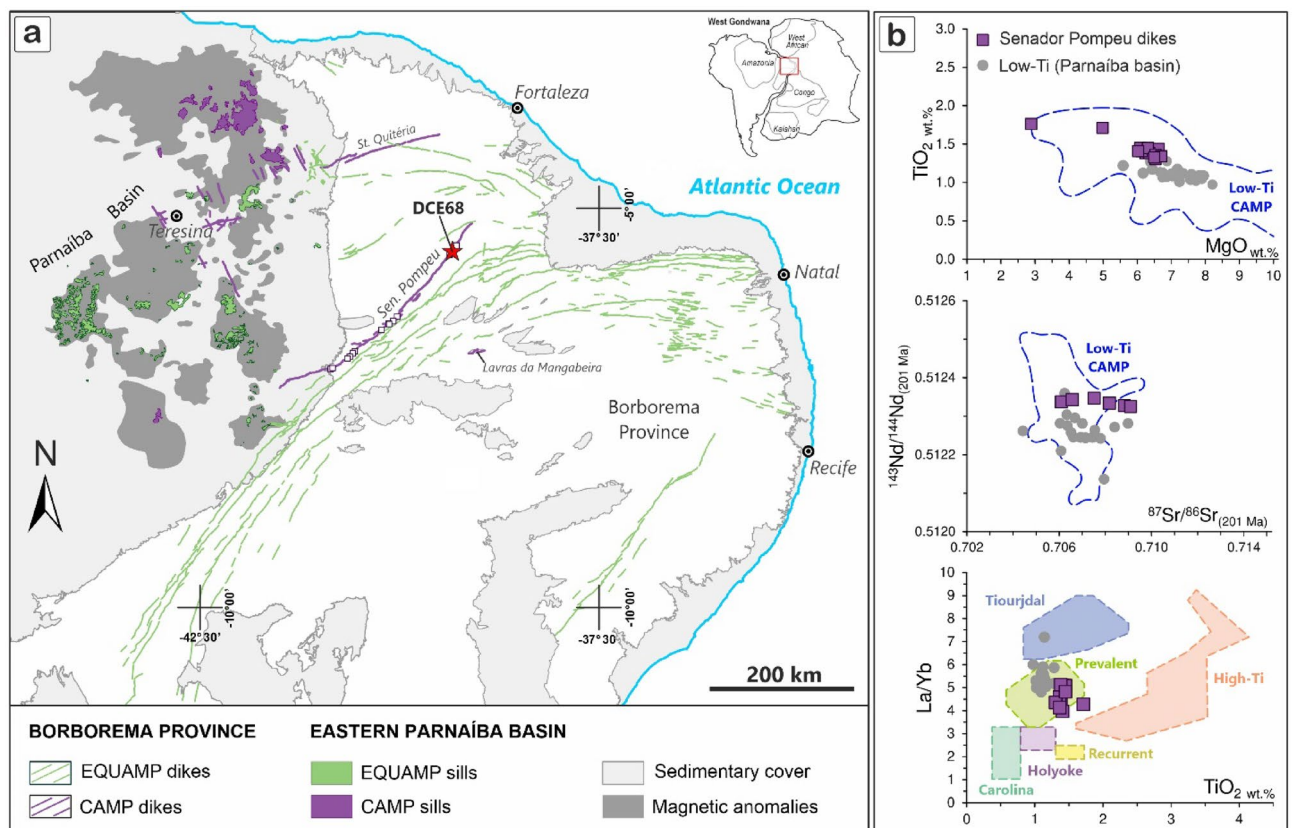 a
West Gondwana
West African
Amazonia
Congo
Kalahari
Fortaleza
St. Quitéria
Atlantic Ocean
-5°00'
-37°30'
DCE68
Parnaíba Basin
Teresina
Sen. Pompeu
Natal
Lavras da Mangabeira
Borborema
Province
N
Recife
-10°00'
-42°30'
-10°00'
-37°30'
200 km
BORBOREMA PROVINCE
EASTERN PARNAÍBA BASIN
EQUAMP dikes
EQUAMP sills
Sedimentary cover
CAMP dikes
CAMP sills
Magnetic anomalies
b
Senador Pompeu dikes
Low-Ti (Parnaíba basin)
TiO2 wt.%
3.0
2.5
2.0
1.5
1.0
0.5
0.0
Low-Ti
CAMP
MgO wt.%
1 2 3 4 5 6 7 8 9 10
143Nd/144Nd(201 Ma)
0.5126
0.5124
0.5122
0.5120
Low-Ti
CAMP
87Sr/86Sr(201 Ma)
0.702 0.706 0.710 0.714
La/Yb
10
9
8
7
6
5
4
3
2
1
0
Tiourjdal
Prevalent
High-Ti
Recurrent
Holyoke
Carolina
TiO2 wt.%
0 1 2 3 4